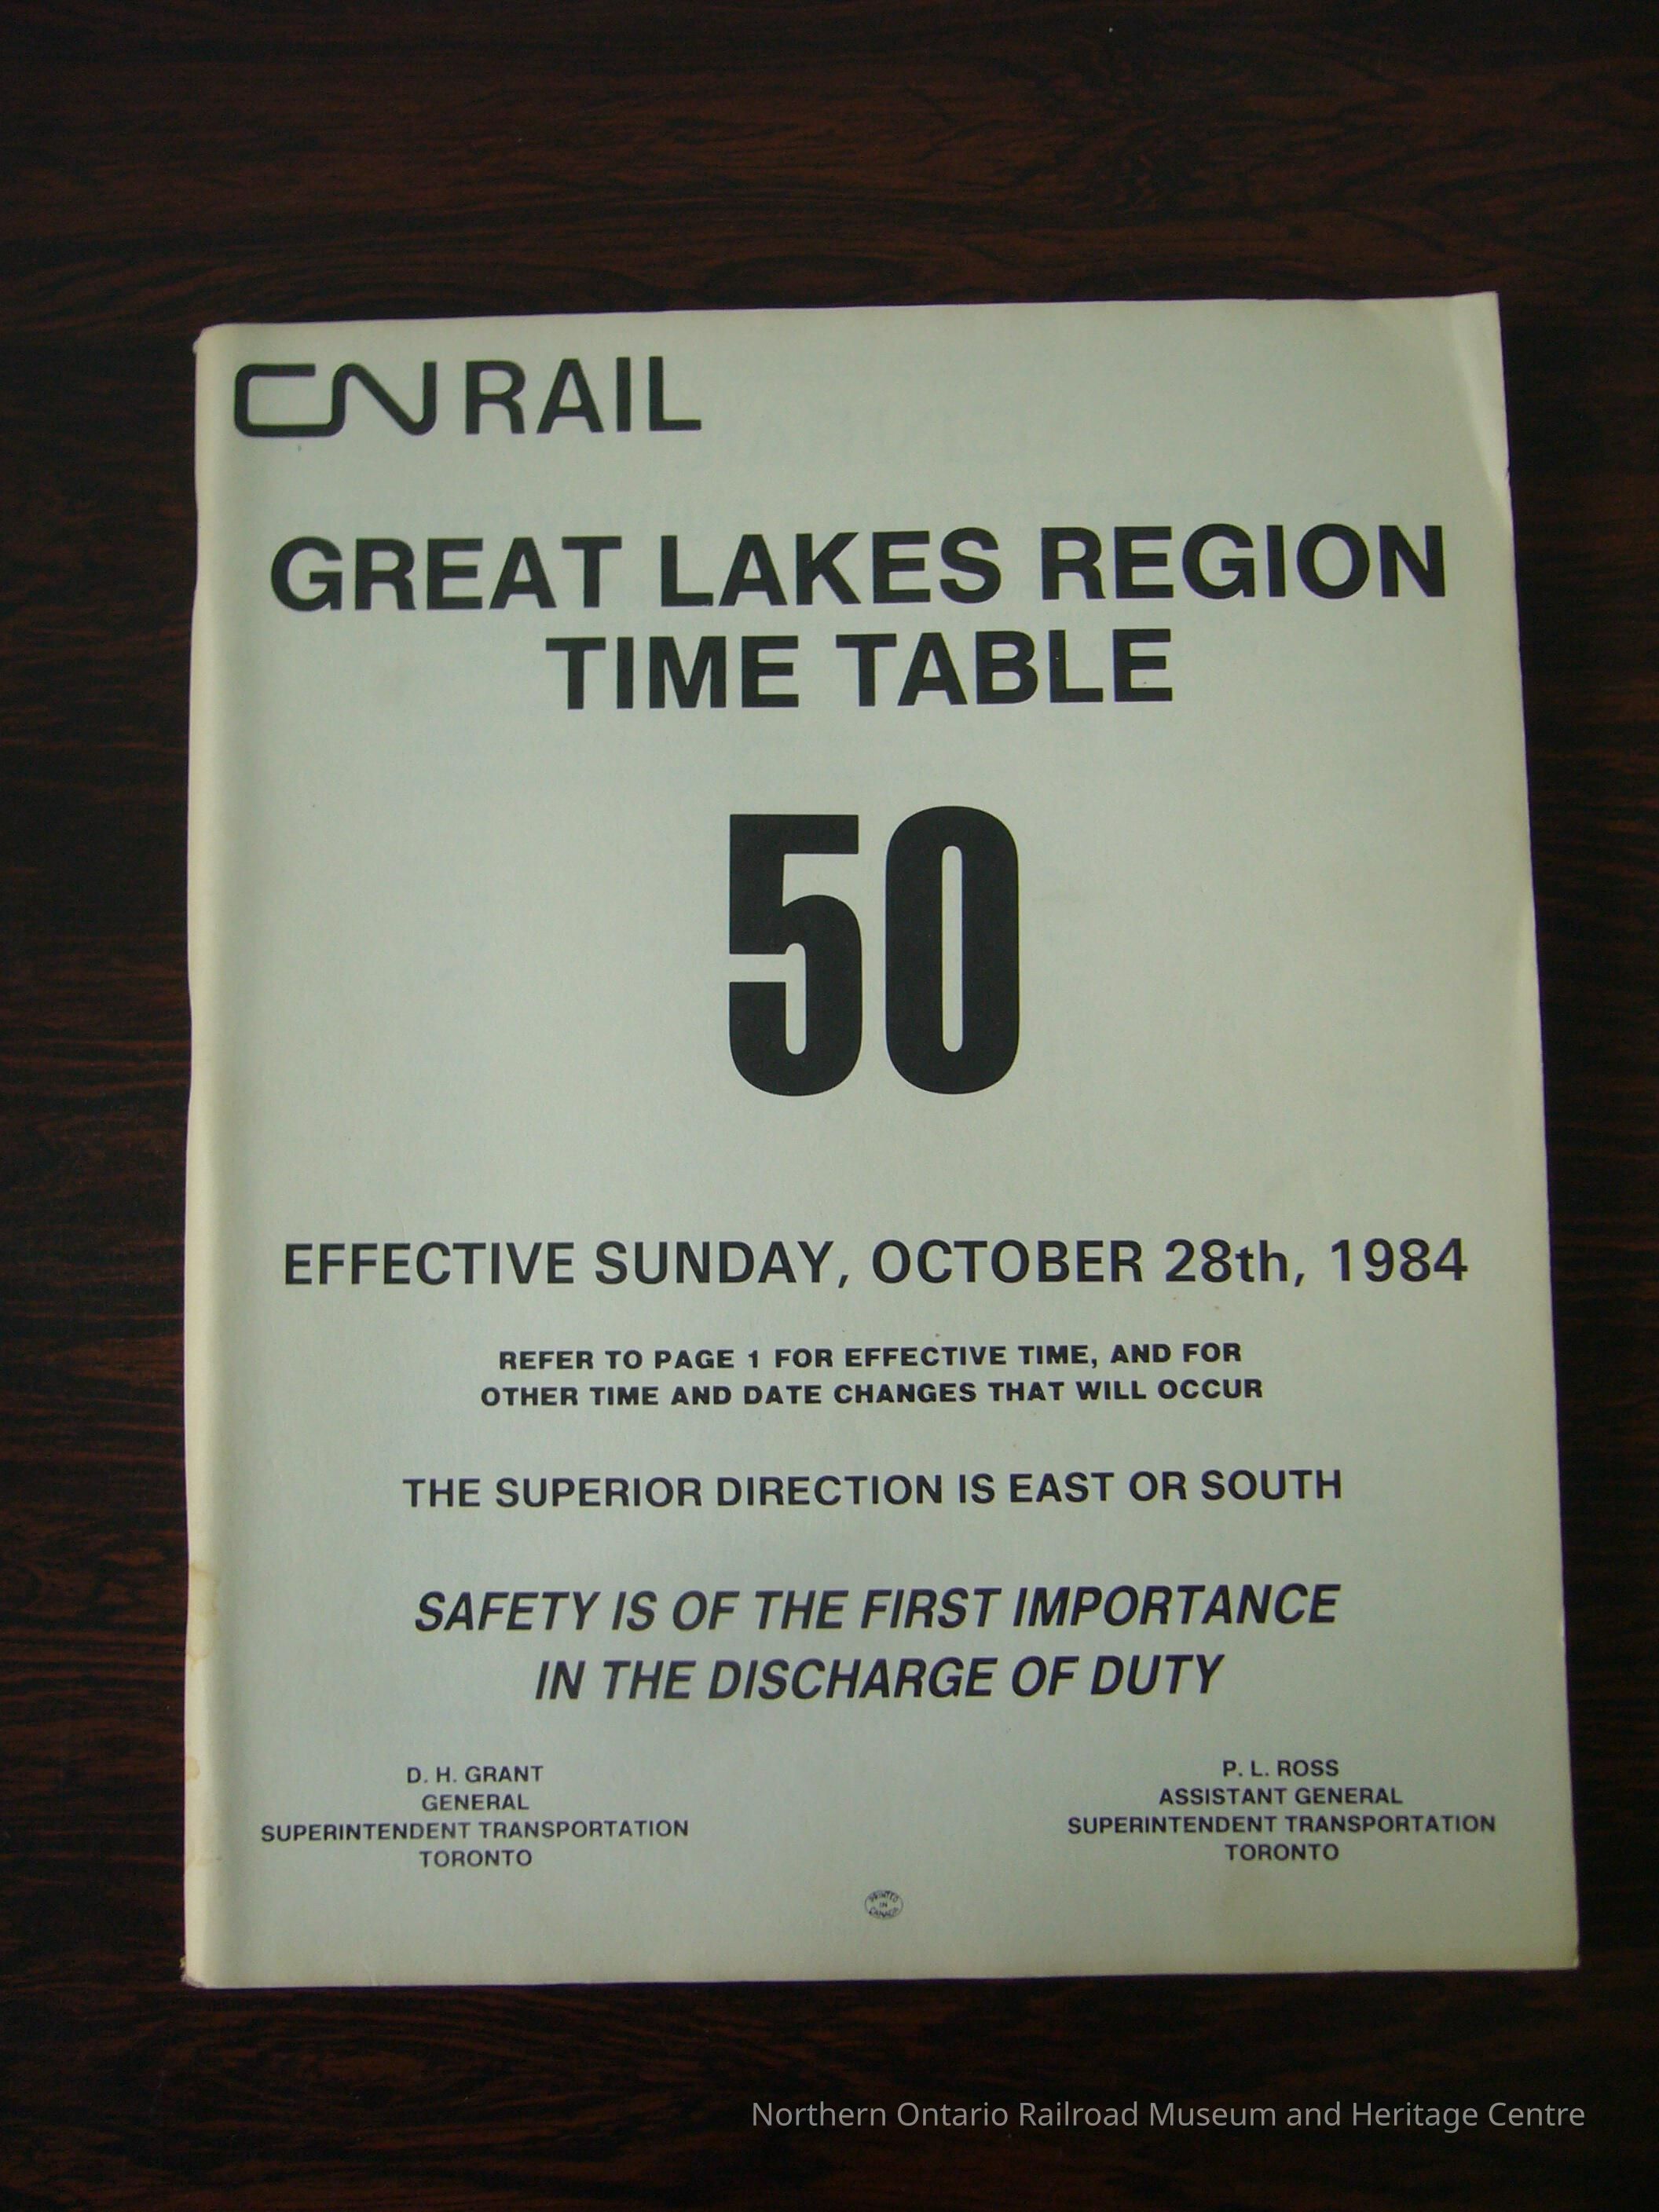 CN RAIL
GREAT LAKES REGION
TIME TABLE
50
EFFECTIVE SUNDAY, OCTOBER 28th, 1984
REFER TO PAGE 1 FOR EFFECTIVE TIME, AND FOR
OTHER TIME AND DATE CHANGES THAT WILL OCCUR
THE SUPERIOR DIRECTION IS EAST OR SOUTH
SAFETY IS OF THE FIRST IMPORTANCE
IN THE DISCHARGE OF DUTY
D. H. GRANT
GENERAL
SUPERINTENDENT TRANSPORTATION
TORONTO
P. L. ROSS
ASSISTANT GENERAL
SUPERINTENDENT TRANSPORTATION
TORONTO
PRINTED
IN
CANADA
Northern Ontario Railroad Museum and Heritage Centre